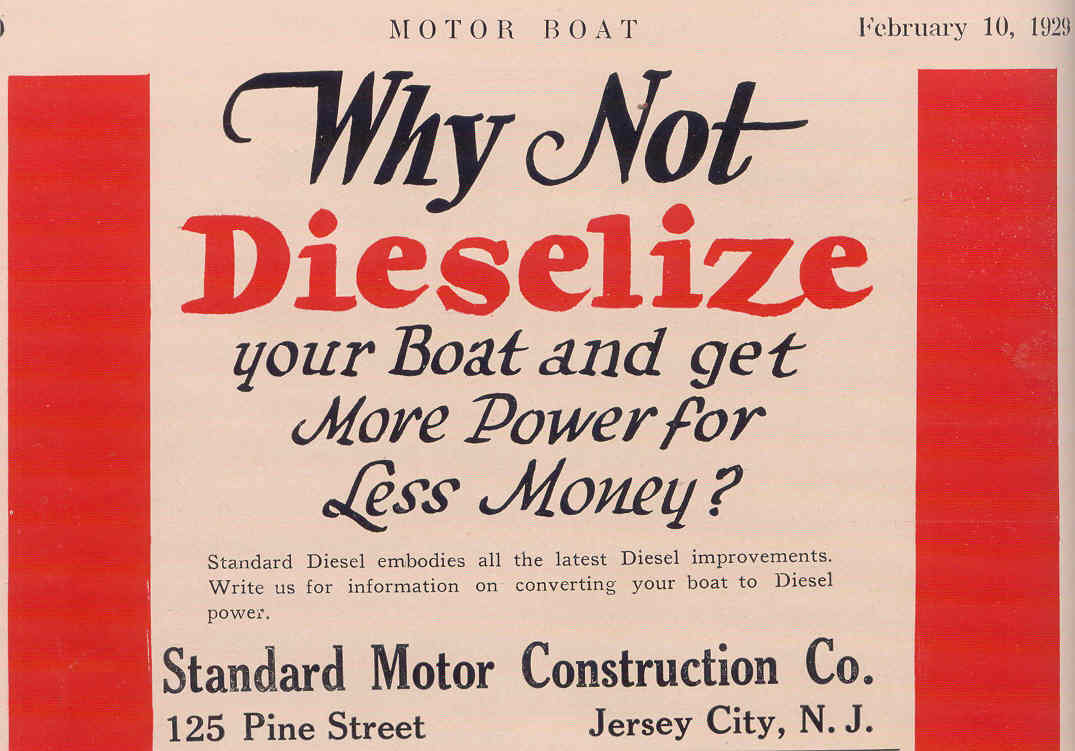 MOTOR BOAT February 10, 1929
Why Not
Dieselize
your Boat and get
More Power for
Less Money?
Standard Diesel embodies all the latest Diesel improvements.
Write us for information on converting your boat to Diesel
power.
Standard Motor Construction Co.
125 Pine Street Jersey City, N. J.